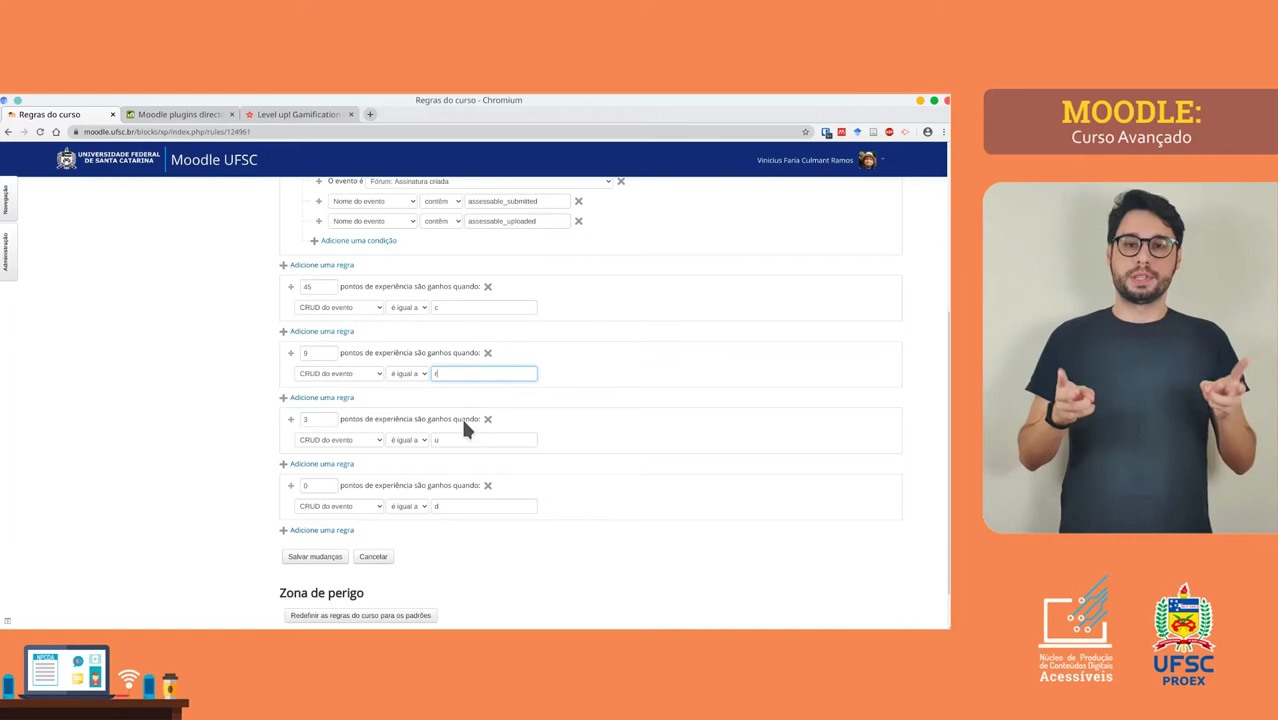 Regras do curso - Chromium
Regras do curso
Moodle plugins direct
Level up! Gamification
moodle.ufsc.br/blocks/xp/index.php/rules/124961
UNIVERSIDADE FEDERAL
DE SANTA CATARINA
Moodle UFSC
Vinicius Faria Culmant Ramos
Navegação
Administração
O evento é Fórum: Assinatura criada
Nome do evento contêm assessable_submitted
Nome do evento contêm assessable_uploaded
Adicione uma condição
Adicione uma regra
45 pontos de experiência são ganhos quando:
CRUD do evento é igual a c
Adicione uma regra
9 pontos de experiência são ganhos quando:
CRUD do evento é igual a r
Adicione uma regra
3 pontos de experiência são ganhos quando:
CRUD do evento é igual a u
Adicione uma regra
0 pontos de experiência são ganhos quando:
CRUD do evento é igual a d
Adicione uma regra
Salvar mudanças Cancelar
Zona de perigo
Redefinir as regras do curso para os padrões
MOODLE:
Curso Avançado
Núcleo de Produção
de Conteúdos Digitais
Acessíveis
UFSC
PROEX
NPCDA